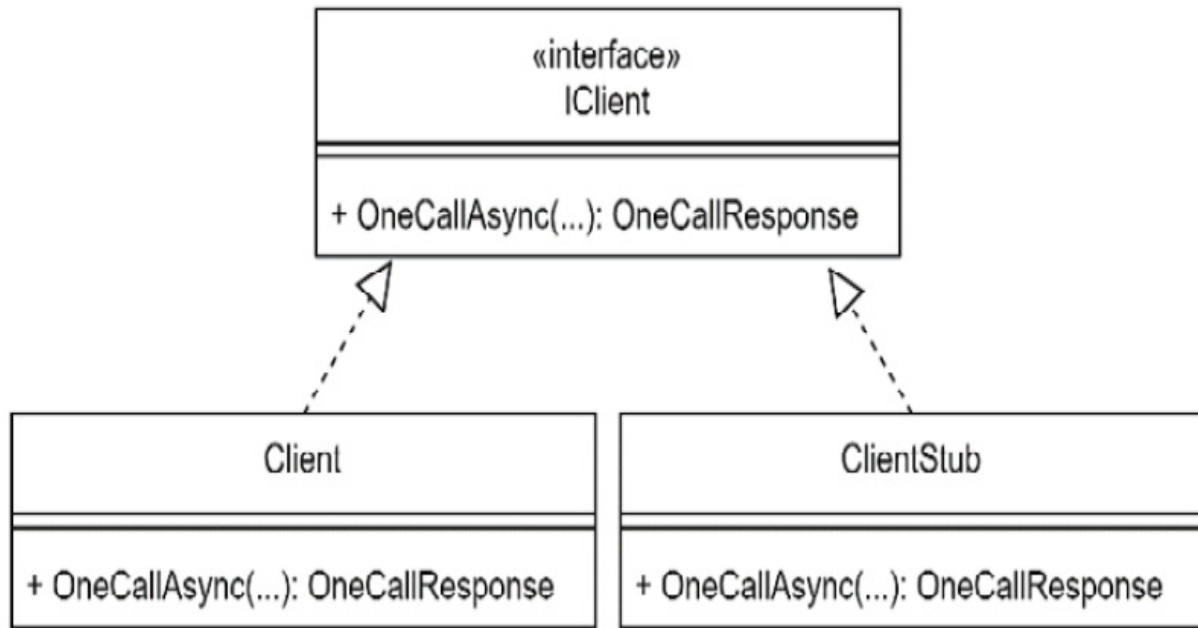 «interface»
IClient
+ OneCallAsync(...): OneCallResponse
Client
ClientStub
+ OneCallAsync(...): OneCallResponse
+ OneCallAsync(...): OneCallResponse